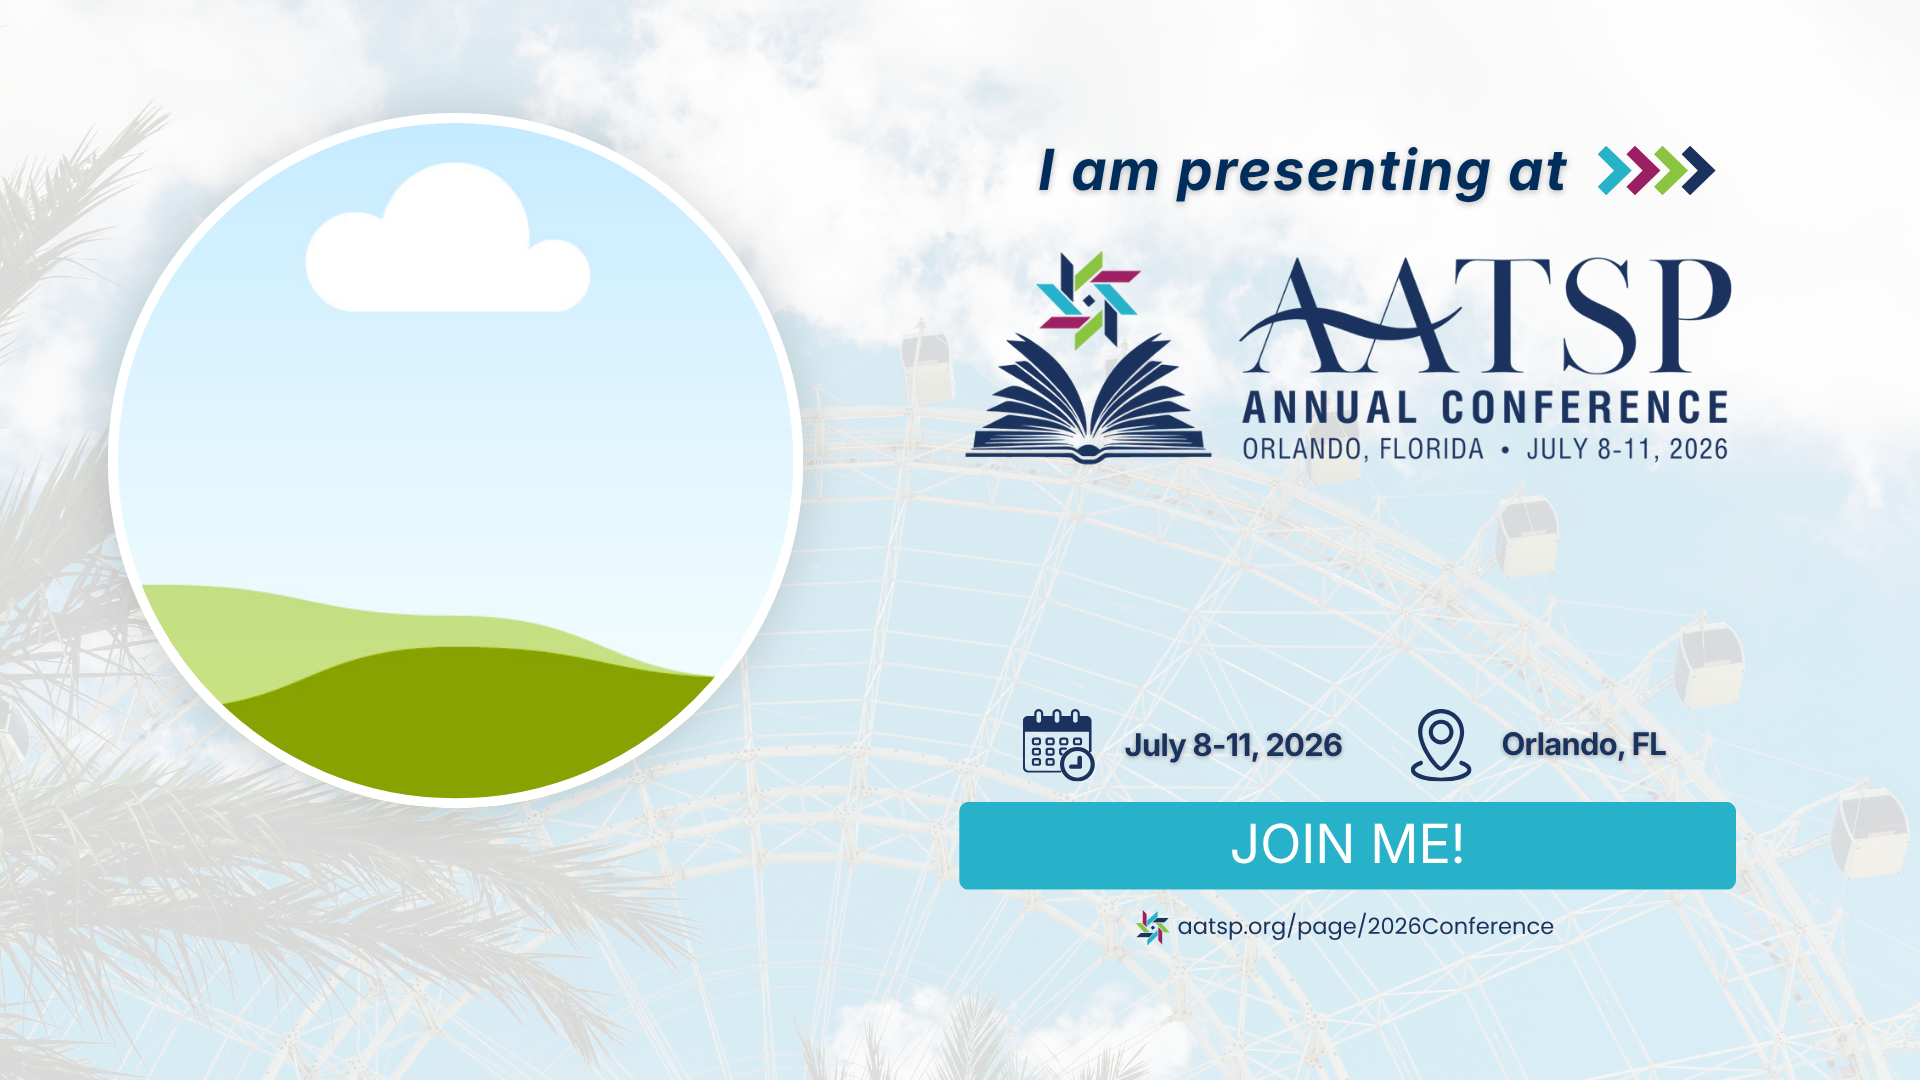 I am presenting at
AATSP
ANNUAL CONFERENCE
ORLANDO, FLORIDA • JULY 8-11, 2026
July 8-11, 2026
Orlando, FL
JOIN ME!
aatsp.org/page/2026Conference